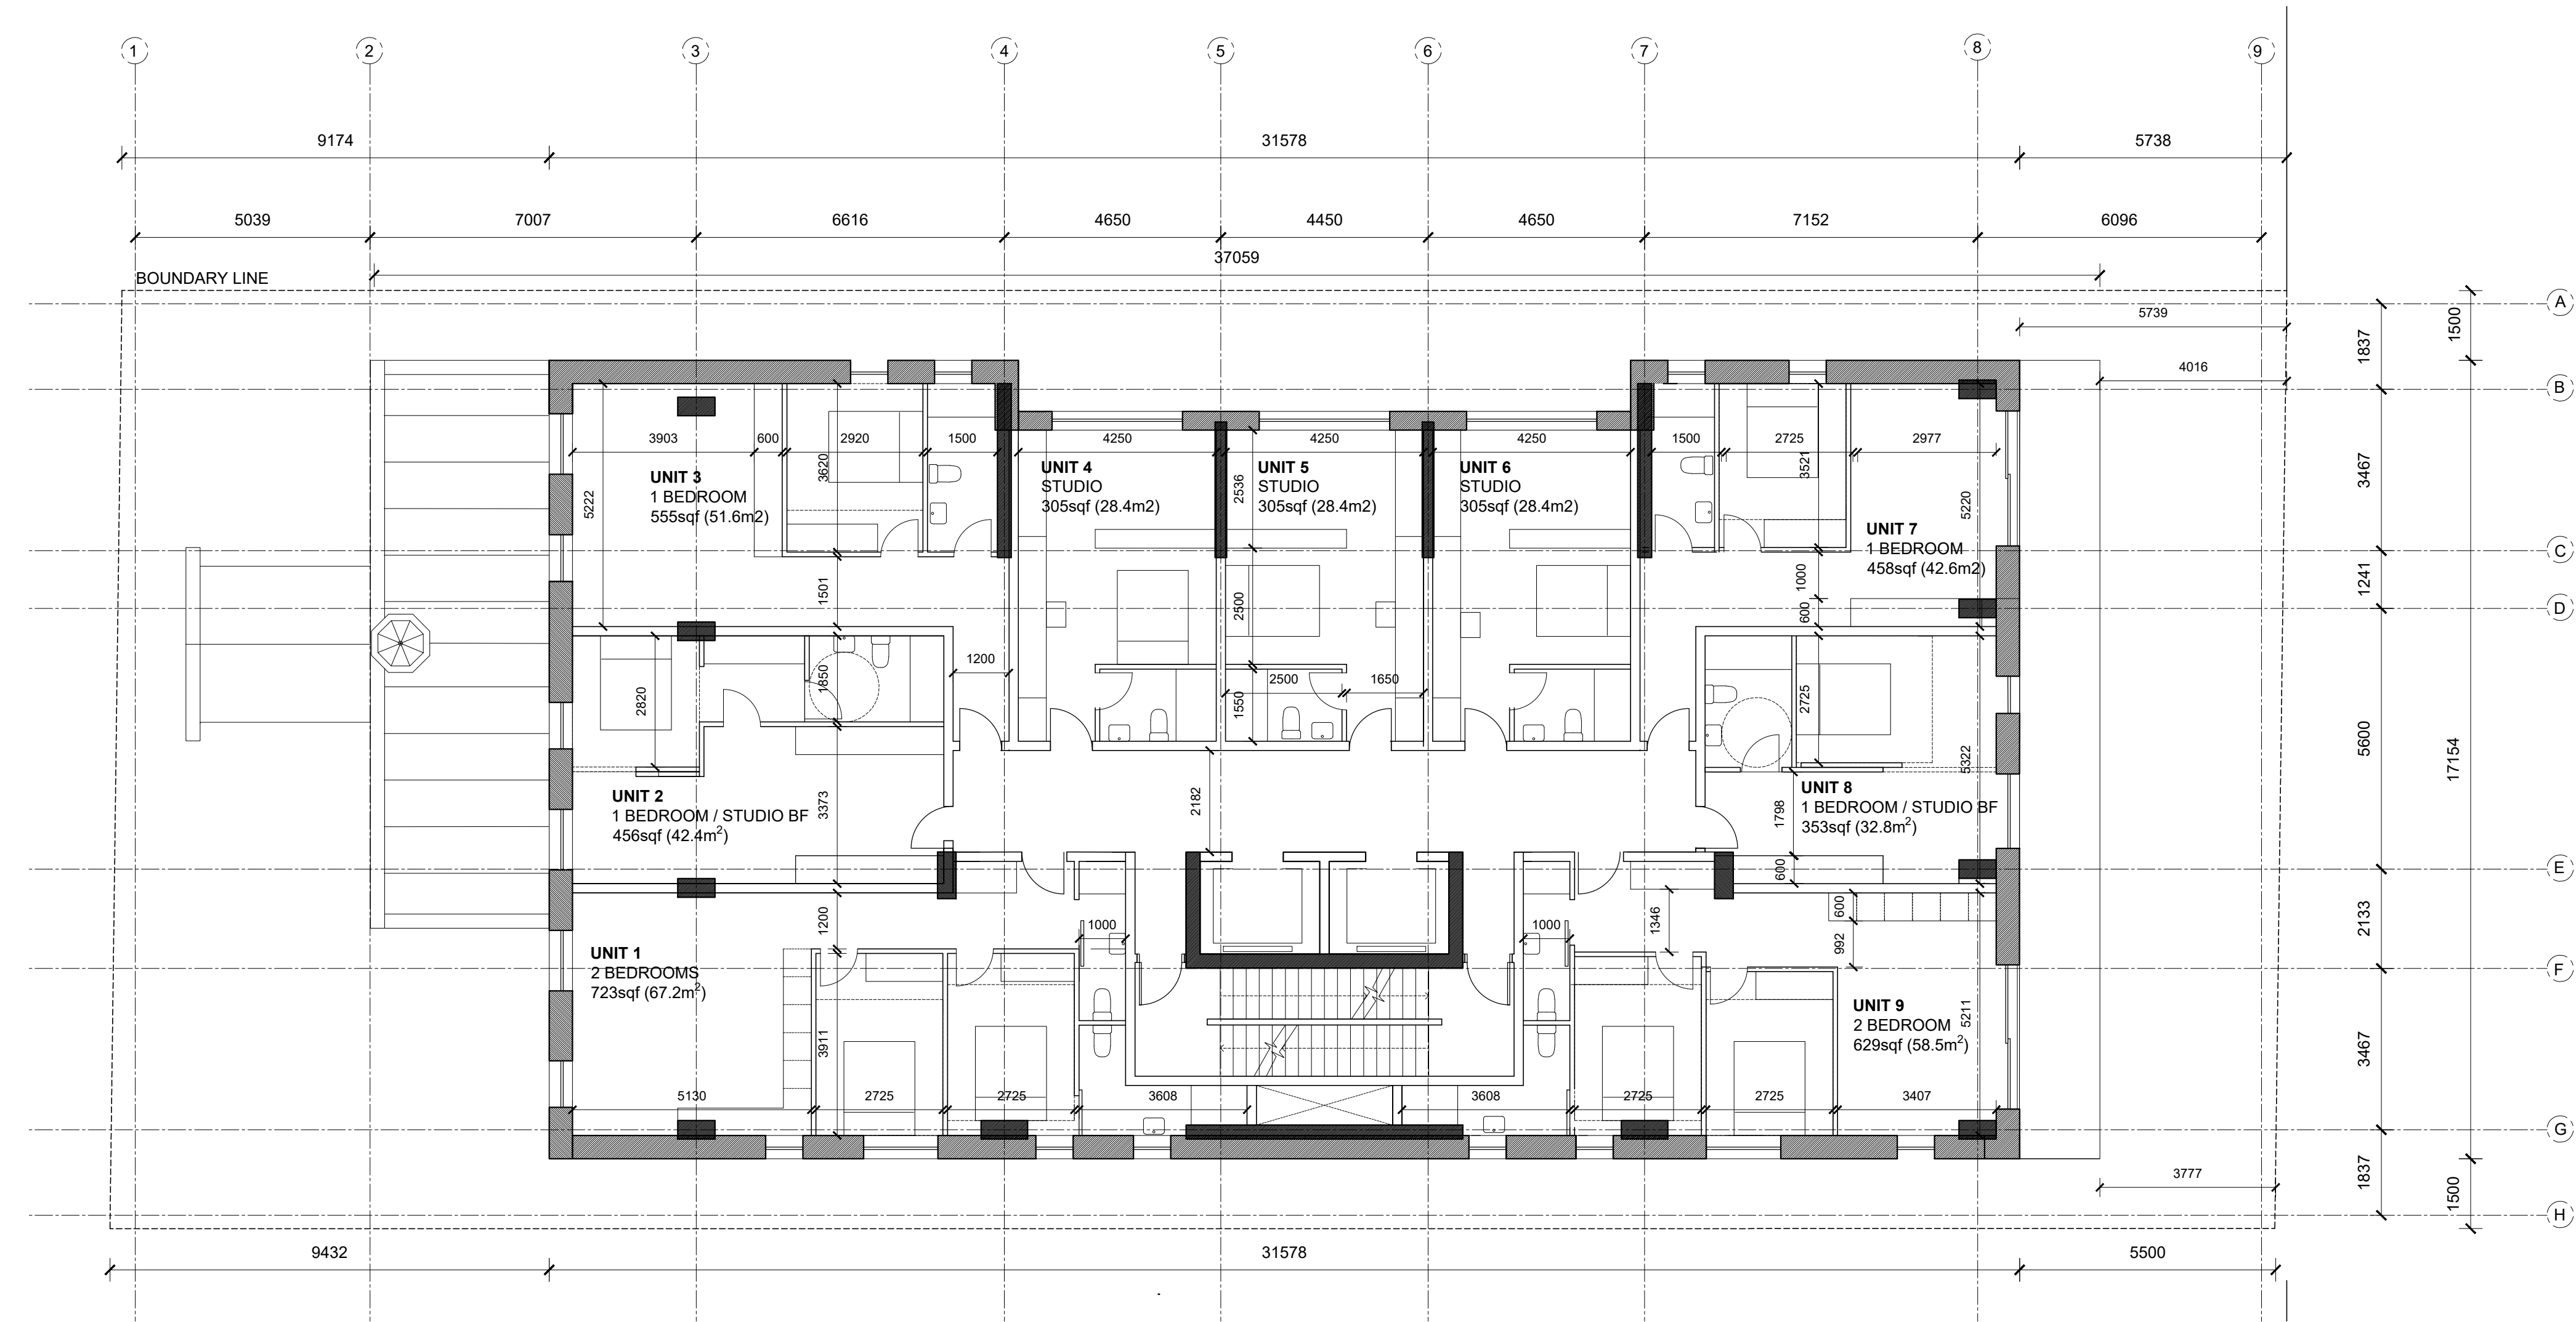 1 2 3 4 5 6 7 8 9
9174 31578 5738
5039 7007 6616 4650 4450 4650 7152 6096
37059
BOUNDARY LINE
A
5739
1500
1837
4016
B
3903 600 2920 1500 4250 4250 4250 1500 2725 2977
3620
3521
3467
UNIT 3
1 BEDROOM
555sqf (51.6m2)
UNIT 4
STUDIO
305sqf (28.4m2)
2536
UNIT 5
STUDIO
305sqf (28.4m2)
UNIT 6
STUDIO
305sqf (28.4m2)
5222
5220
UNIT 7
1 BEDROOM
458sqf (42.6m2)
C
1501
2500
1000
600
1241
D
1200
2820
1850
2500 1650
1550
2725
5322
5600
17154
UNIT 2
1 BEDROOM / STUDIO BF
456sqf (42.4m2)
3373
2182
UNIT 8
1 BEDROOM / STUDIO BF
353sqf (32.8m2)
1798
600
E
1200
1000 1000
1346
600
992
2133
UNIT 1
2 BEDROOMS
723sqf (67.2m2)
F
3911
UNIT 9
2 BEDROOM
629sqf (58.5m2)
5211
3467
5130 2725 2725 3608 3608 2725 2725 3407
G
3777
1837
1500
H
9432 31578 5500